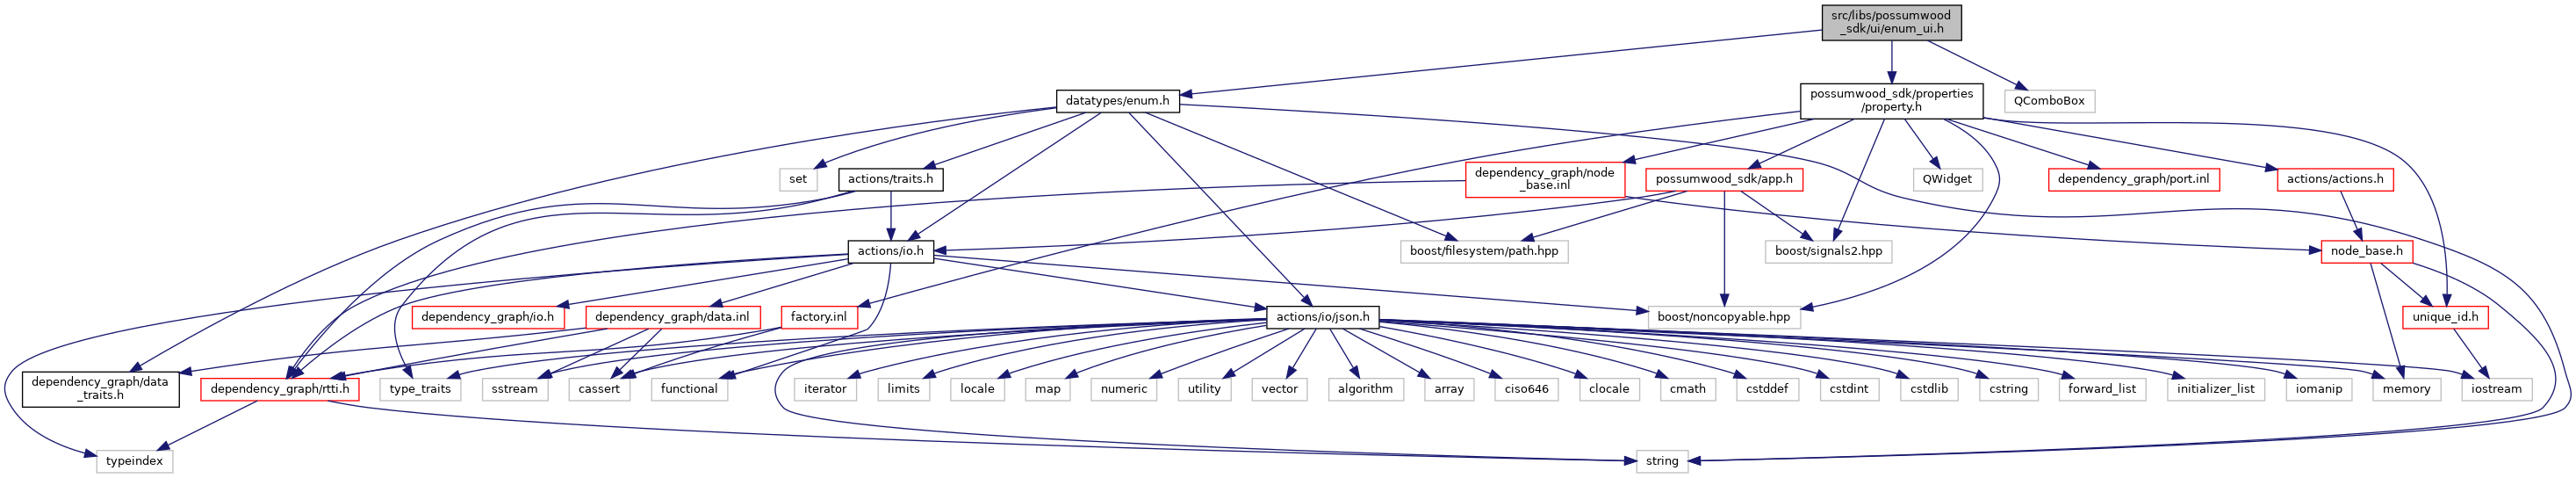 src/libs/possumwood
_sdk/ui/enum_ui.h
datatypes/enum.h
possumwood_sdk/properties
/property.h
QComboBox
set
actions/traits.h
dependency_graph/node
_base.inl
possumwood_sdk/app.h
QWidget
dependency_graph/port.inl
actions/actions.h
actions/io.h
boost/filesystem/path.hpp
boost/signals2.hpp
node_base.h
dependency_graph/io.h
dependency_graph/data.inl
factory.inl
actions/io/json.h
boost/noncopyable.hpp
unique_id.h
dependency_graph/data
_traits.h
dependency_graph/rtti.h
type_traits
sstream
cassert
functional
iterator
limits
locale
map
numeric
utility
vector
algorithm
array
ciso646
clocale
cmath
cstddef
cstdint
cstdlib
cstring
forward_list
initializer_list
iomanip
memory
iostream
typeindex
string